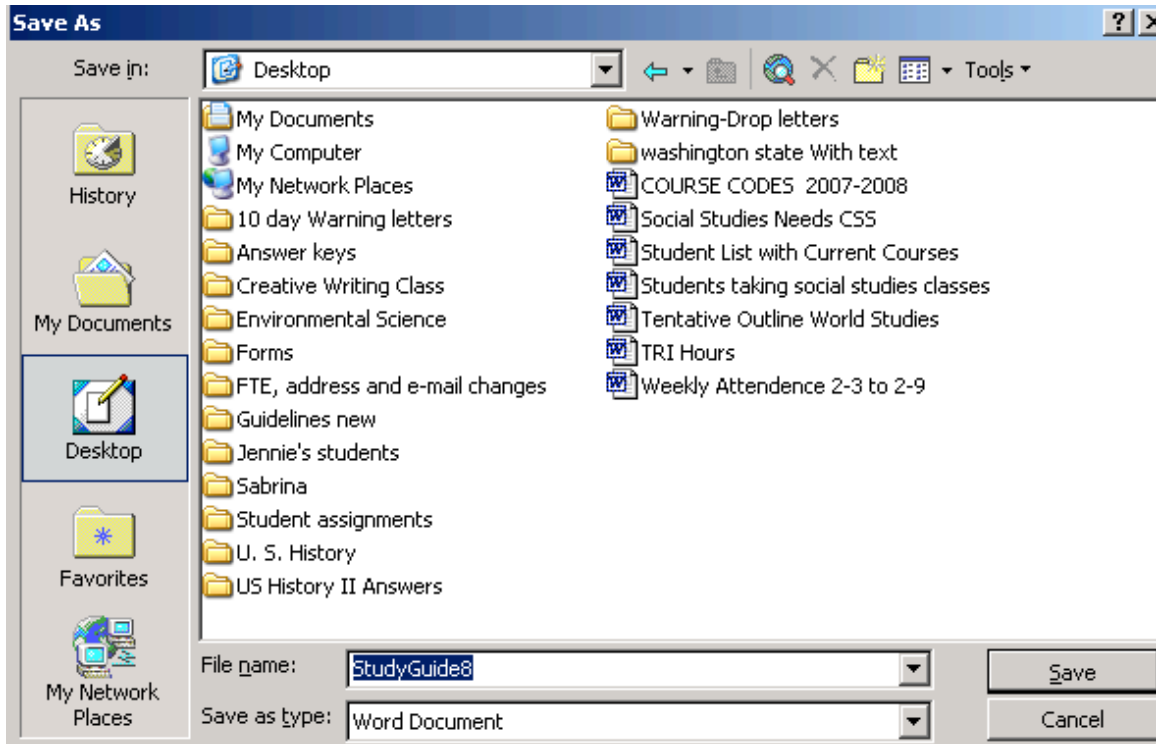 Save As
Save in:
Desktop
Tools
History
My Documents
Desktop
Favorites
My Network
Places
My Documents
My Computer
My Network Places
10 day Warning letters
Answer keys
Creative Writing Class
Environmental Science
Forms
FTE, address and e-mail changes
Guidelines new
Jennie's students
Sabrina
Student assignments
U. S. History
US History II Answers
Warning-Drop letters
washington state With text
COURSE CODES 2007-2008
Social Studies Needs CSS
Student List with Current Courses
Students taking social studies classes
Tentative Outline World Studies
TRI Hours
Weekly Attendence 2-3 to 2-9
File name:
StudyGuide8
Save
Save as type:
Word Document
Cancel